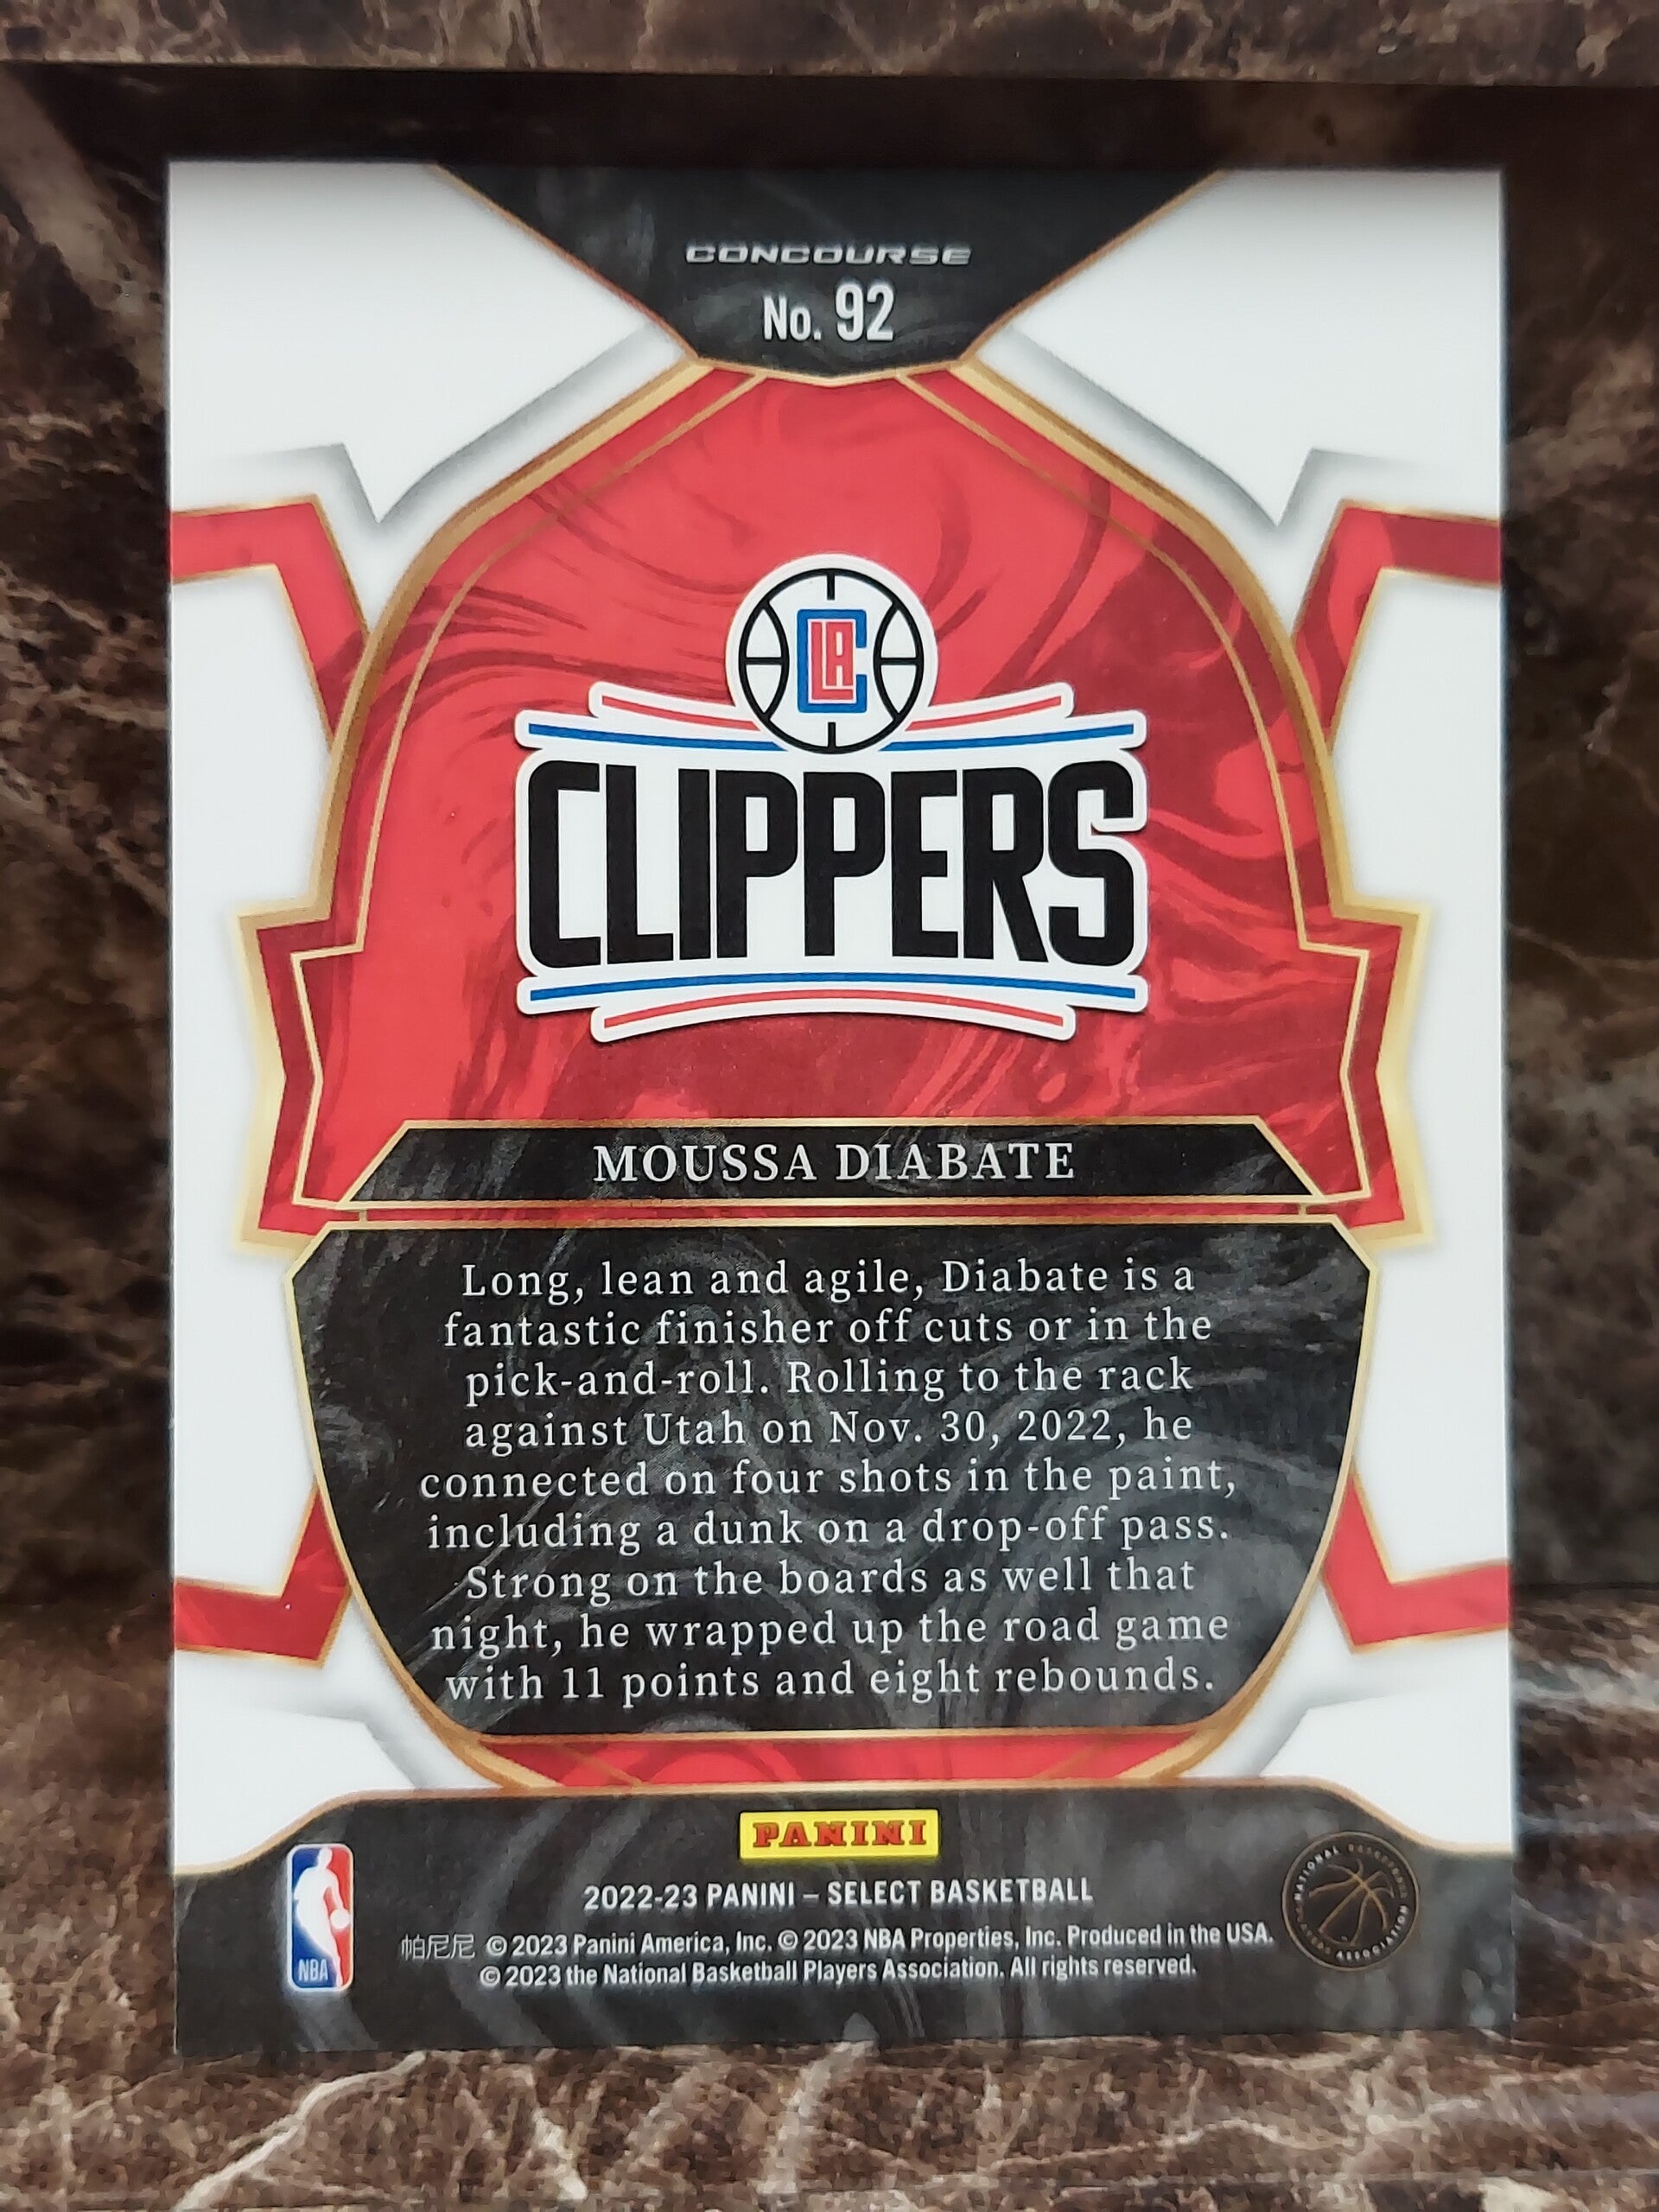 CONCOURSE
No. 92
CLA
CLIPPERS
MOUSSA DIABATE
Long, lean and agile, Diabate is a
fantastic finisher off cuts or in the
pick-and-roll. Rolling to the rack
against Utah on Nov. 30, 2022, he
connected on four shots in the paint,
including a dunk on a drop-off pass.
Strong on the boards as well that
night, he wrapped up the road game
with 11 points and eight rebounds.
PANINI
2022-23 PANINI – SELECT BASKETBALL
帕尼尼 © 2023 Panini America, Inc. © 2023 NBA Properties, Inc. Produced in the USA.
© 2023 the National Basketball Players Association. All rights reserved.
NBA
NATIONAL BASKETBALL PLAYERS ASSOCIATION